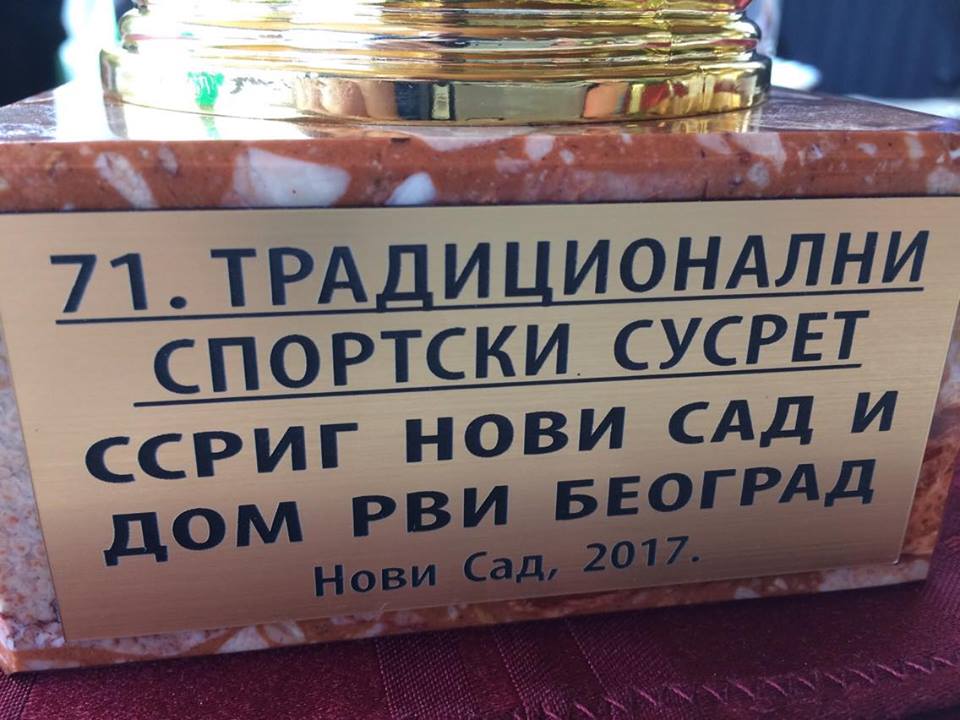 71. ТРАДИЦИОНАЛНИ
СПОРТСКИ СУСРЕТ
ССРИГ НОВИ САД И
ДОМ РВИ БЕОГРАД
Нови Сад, 2017.